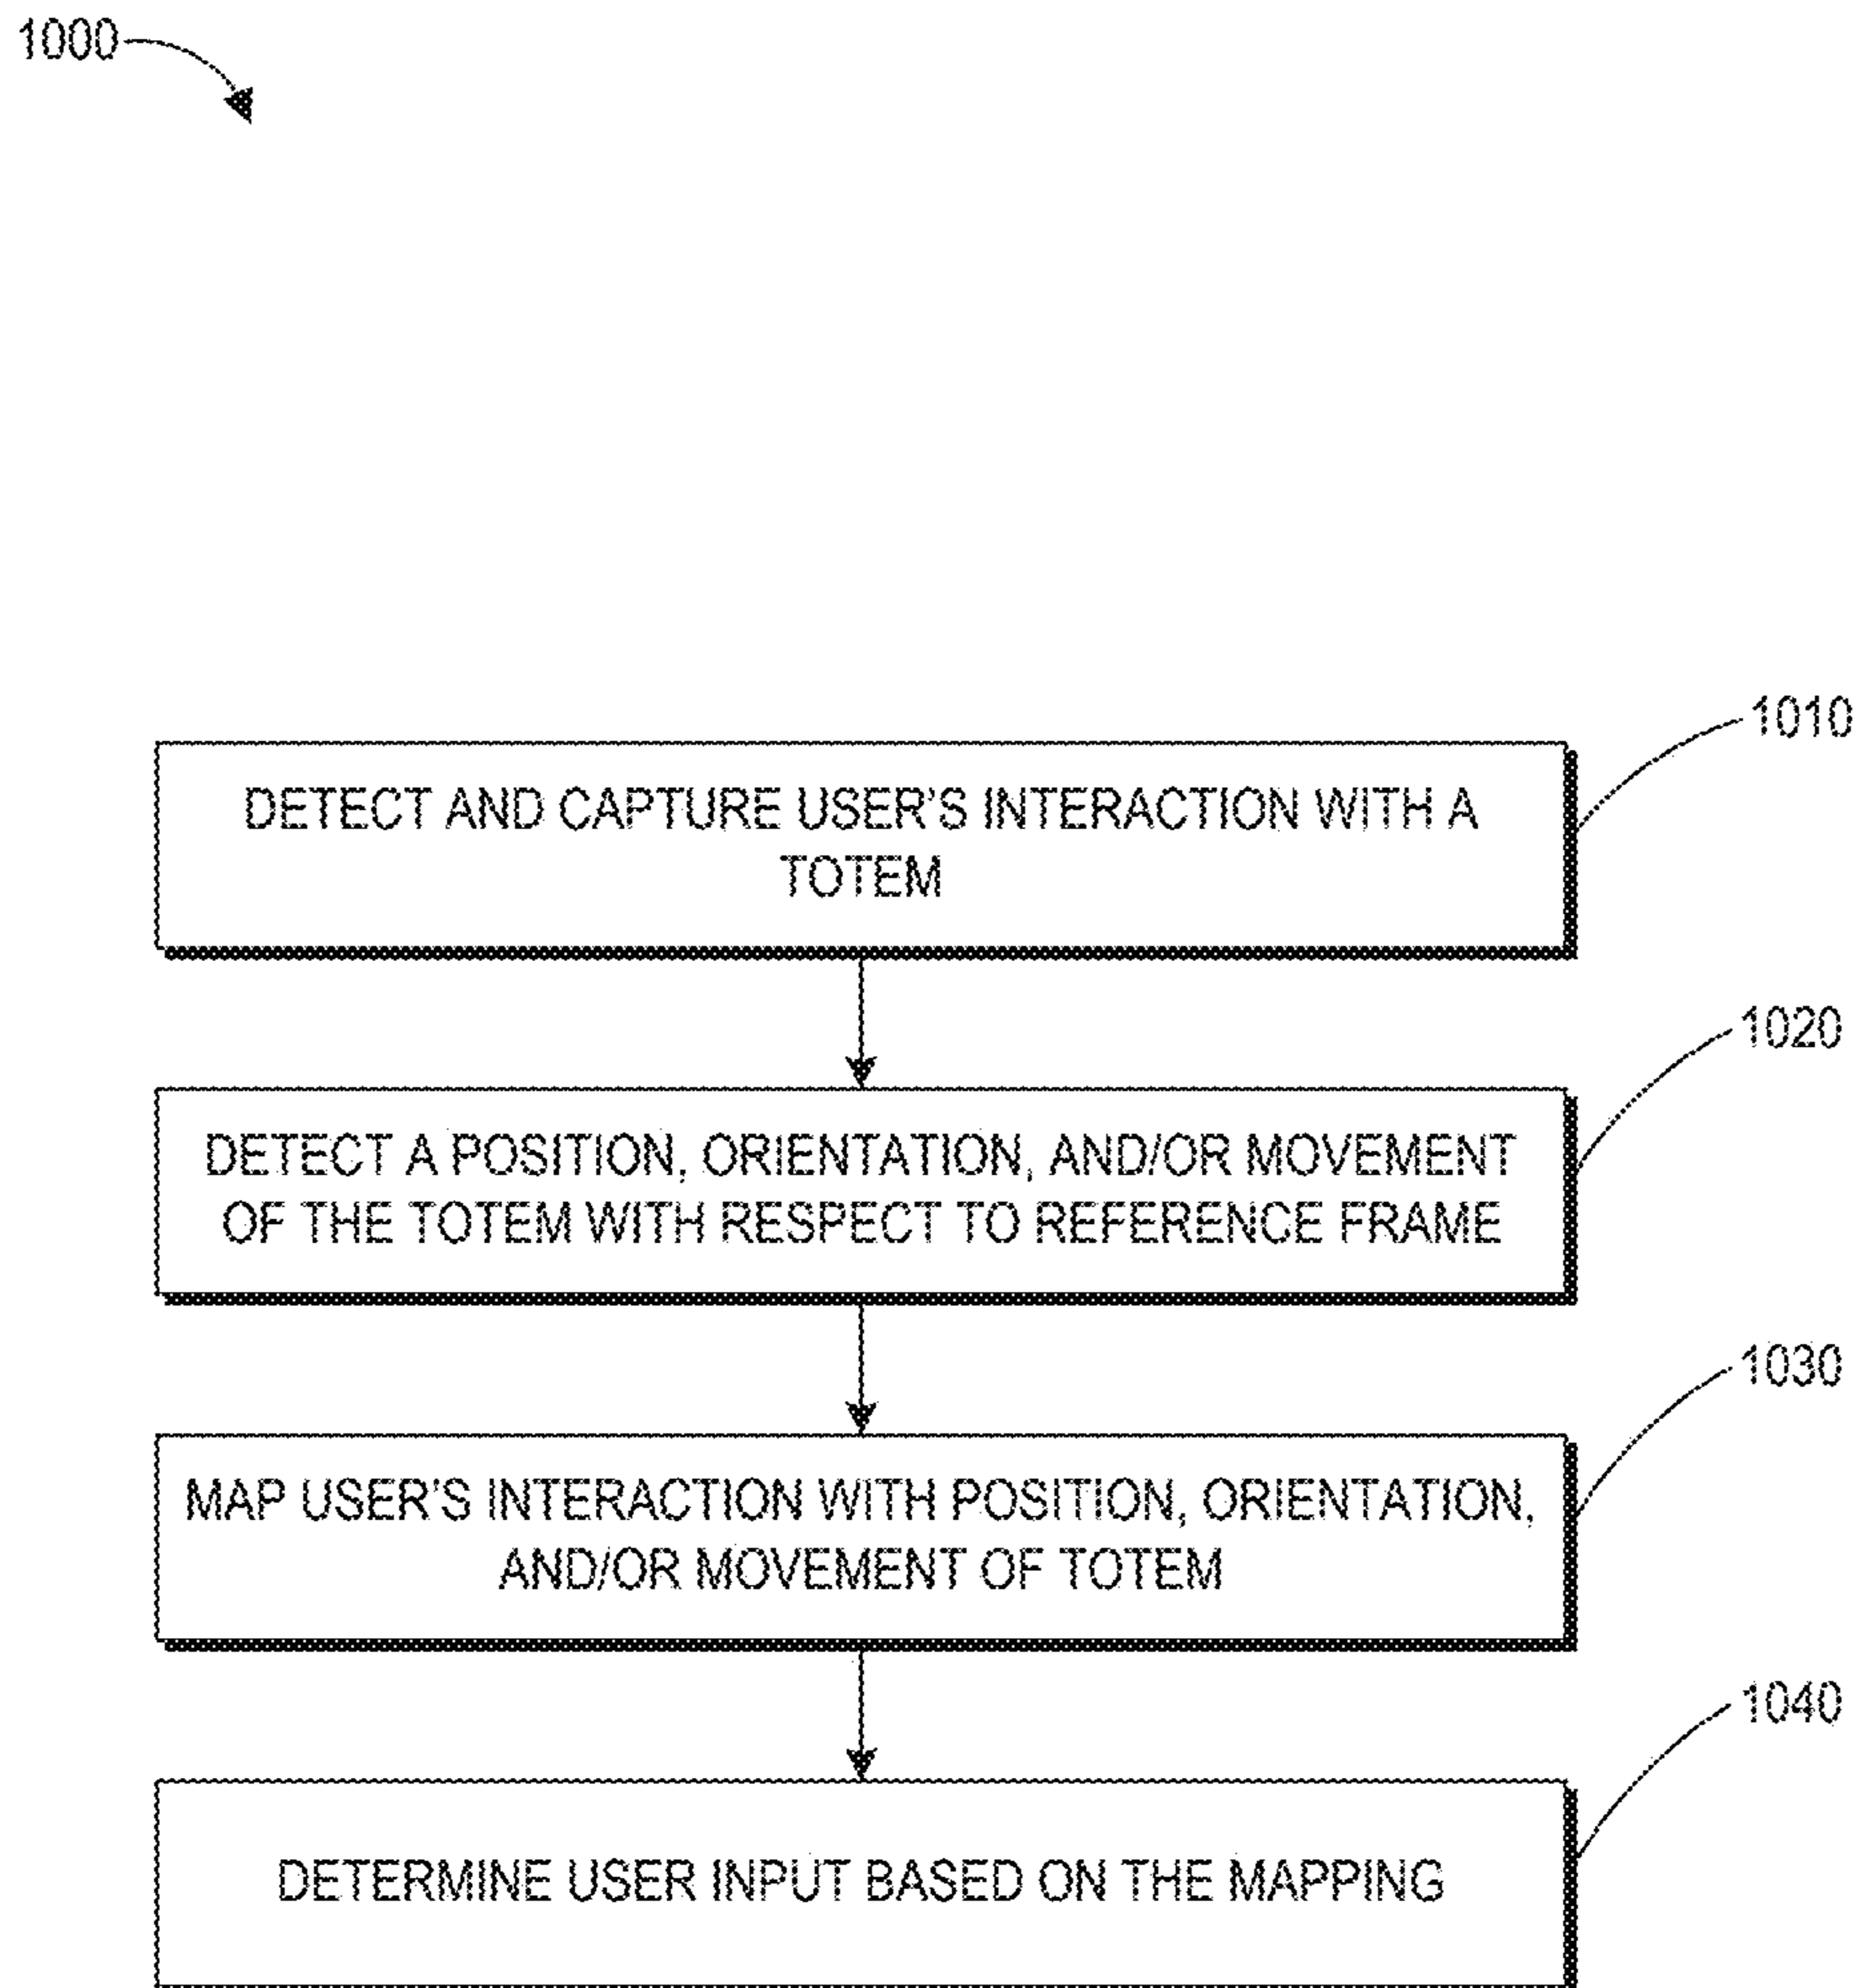 1000
1010
DETECT AND CAPTURE USER'S INTERACTION WITH A
TOTEM
1020
DETECT A POSITION, ORIENTATION, AND/OR MOVEMENT
OF THE TOTEM WITH RESPECT TO REFERENCE FRAME
1030
MAP USER'S INTERACTION WITH POSITION, ORIENTATION,
AND/OR MOVEMENT OF TOTEM
1040
DETERMINE USER INPUT BASED ON THE MAPPING